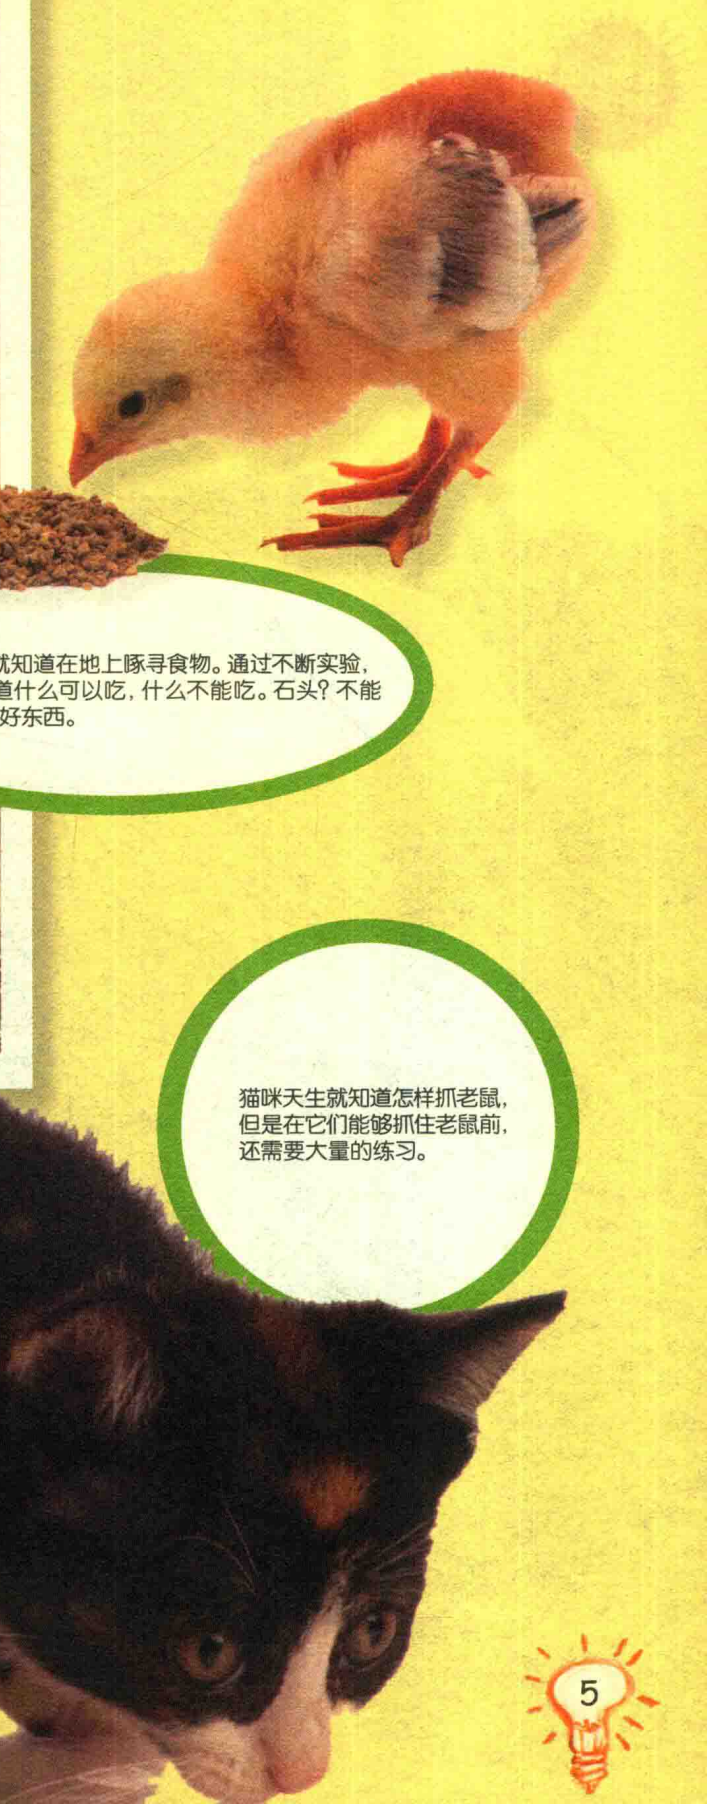 就知道在地上啄寻食物。通过不断实验,
道什么可以吃, 什么不能吃。石头? 不能
好东西。
猫咪天生就知道怎样抓老鼠,
但是在它们能够抓住老鼠前,
还需要大量的练习。
5